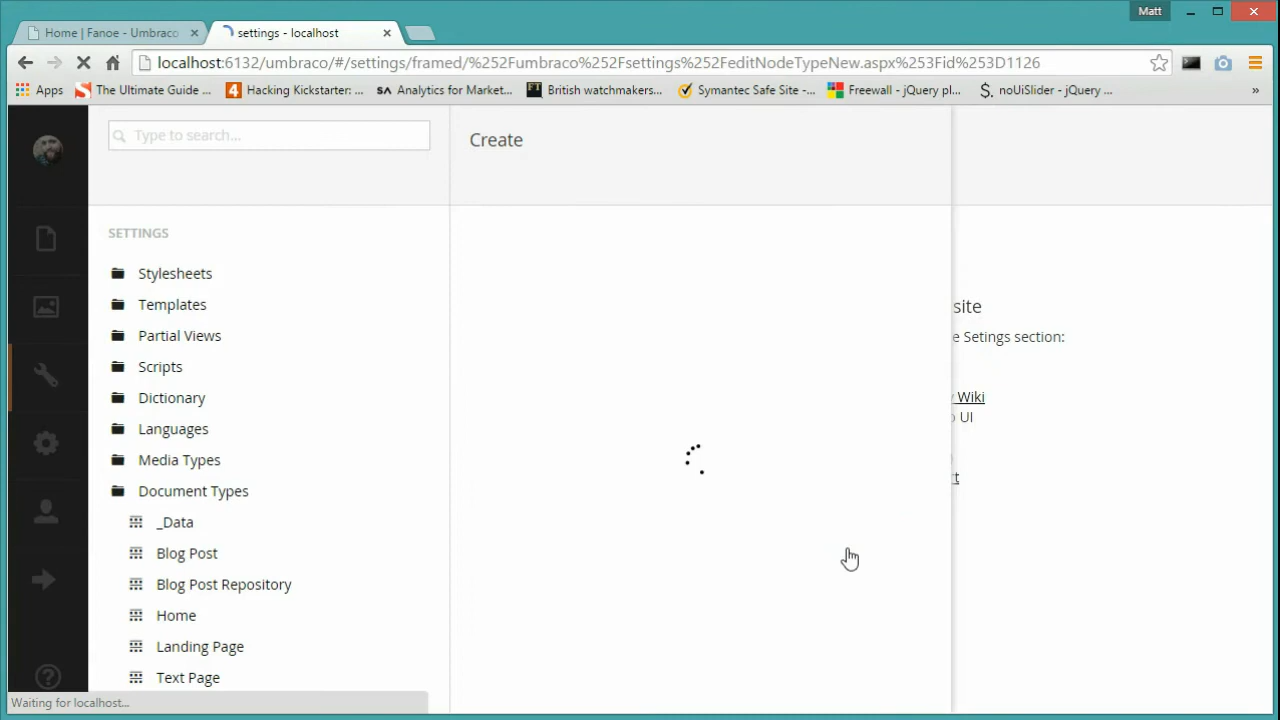 Matt
Home | Fanoe - Umbraco
settings - localhost
localhost:6132/umbraco/#/settings/framed/%252Fumbraco%252Fsettings%252FeditNodeTypeNew.aspx%253Fid%253D1126
Apps
The Ultimate Guide ...
Hacking Kickstarter: ...
Analytics for Market...
British watchmakers...
Symantec Safe Site -...
Freewall - jQuery pl...
noUiSlider - jQuery ...
»
Type to search...
Create
SETTINGS
Stylesheets
Templates
Partial Views
Scripts
Dictionary
Languages
Media Types
Document Types
_Data
Blog Post
Blog Post Repository
Home
Landing Page
Text Page
site
e Setings section:
Wiki
UI
Waiting for localhost...